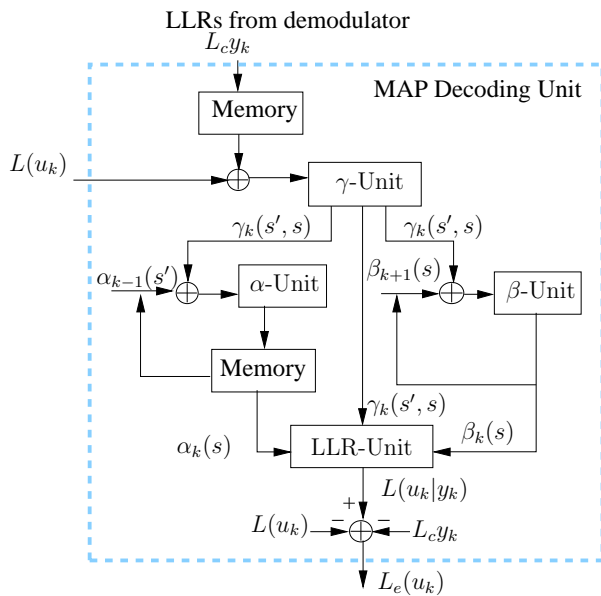 LLRs from demodulator
L_c y_k
MAP Decoding Unit
Memory
L(u_k)
γ-Unit
γ_k(s′, s)
γ_k(s′, s)
α_{k−1}(s′)
α-Unit
β_{k+1}(s)
β-Unit
Memory
γ_k(s′, s)
α_k(s)
LLR-Unit
β_k(s)
+
L(u_k|y_k)
L(u_k)
−
−
L_c y_k
L_e(u_k)